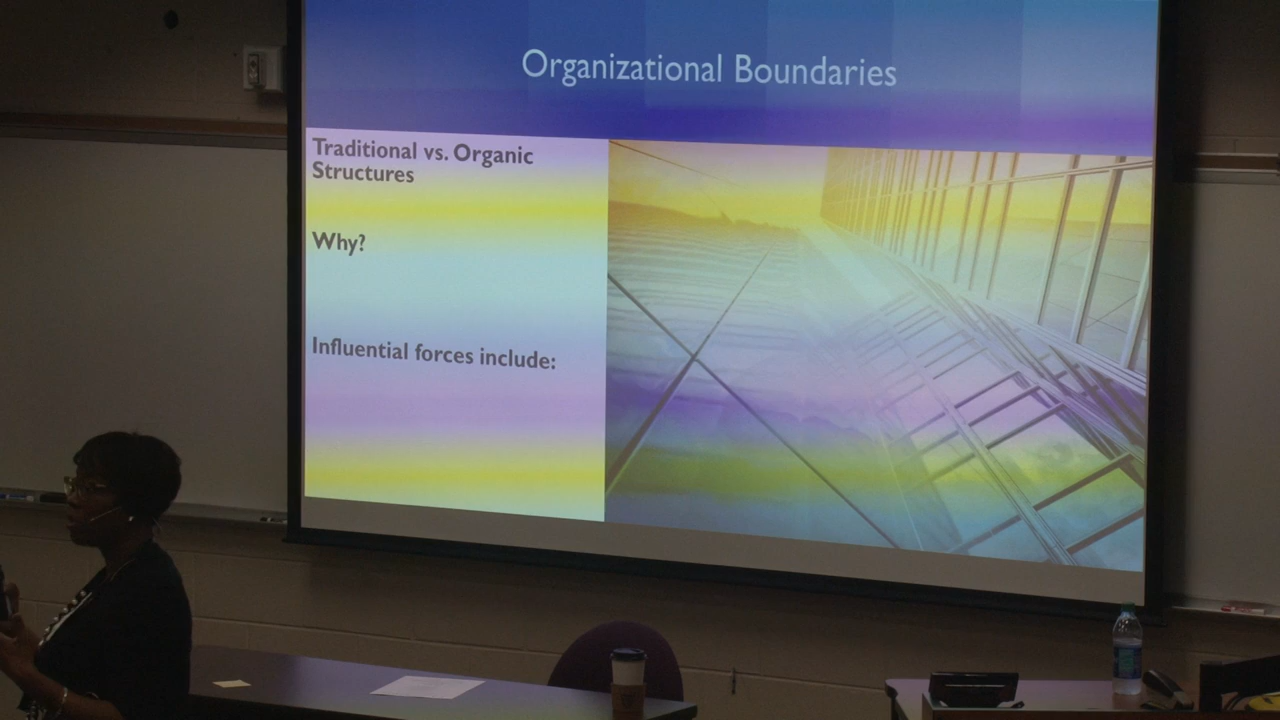 Organizational Boundaries
Traditional vs. Organic
Structures
Why?
Influential forces include: